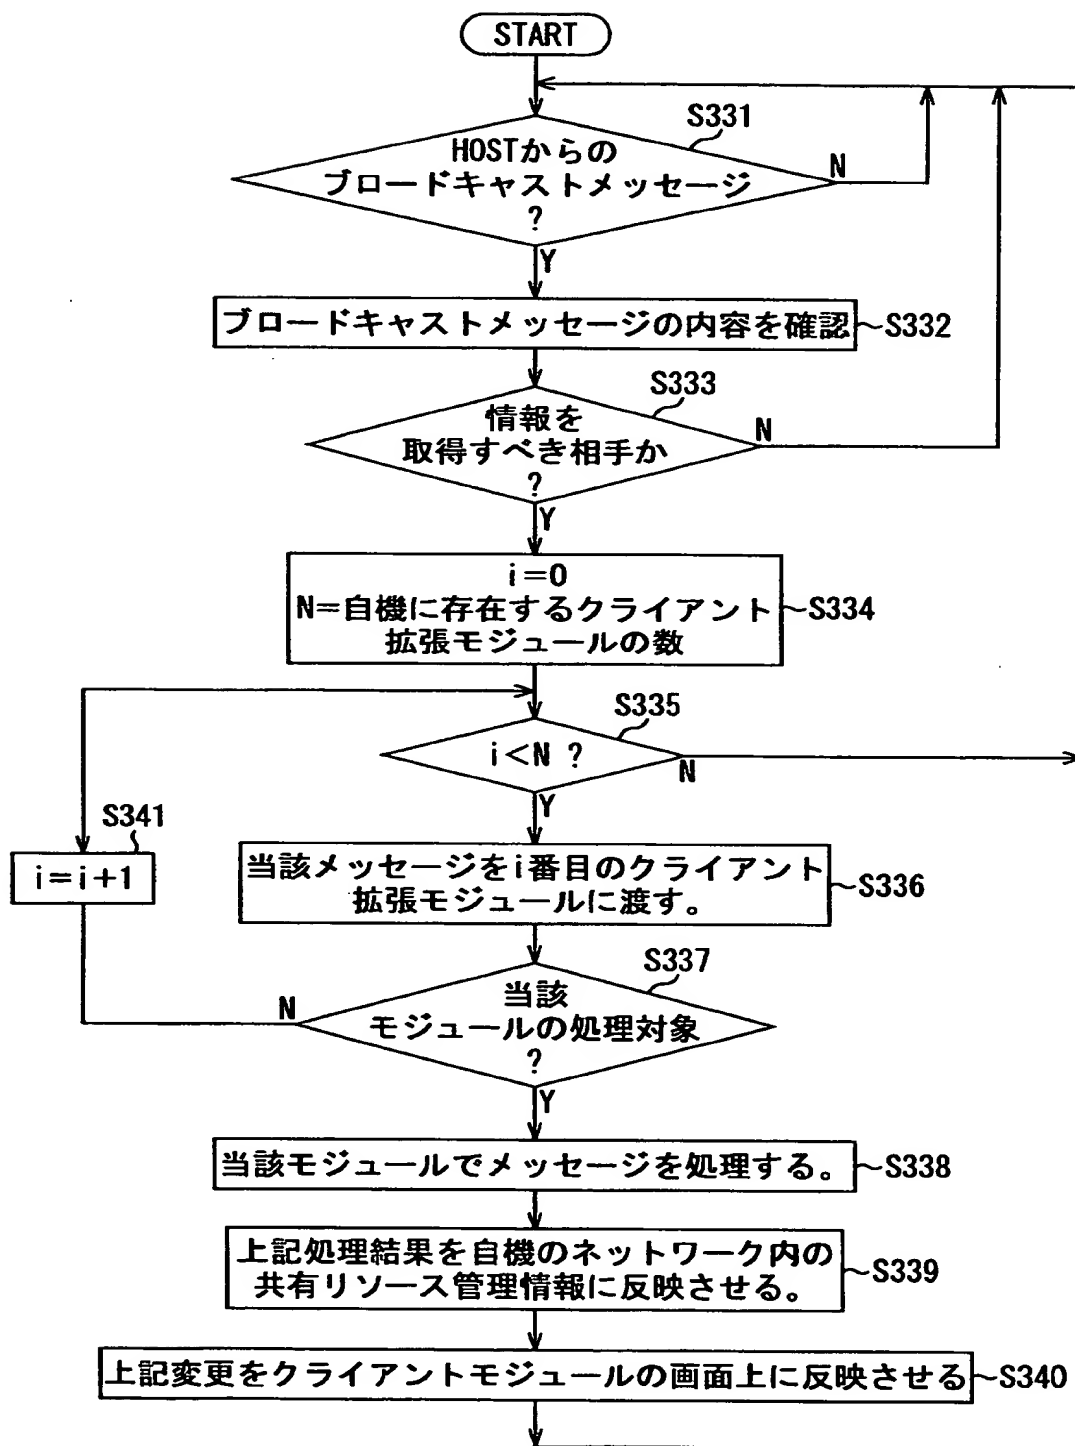 START
S331
HOSTからの
ブロードキャストメッセージ
?
N
Y
ブロードキャストメッセージの内容を確認
S332
S333
情報を
取得すべき相手か
?
N
Y
i=0
N=自機に存在するクライアント
拡張モジュールの数
S334
S335
i<N ?
N
Y
S341
i=i+1
当該メッセージをi番目のクライアント
拡張モジュールに渡す。
S336
S337
当該
モジュールの処理対象
?
N
Y
当該モジュールでメッセージを処理する。
S338
上記処理結果を自機のネットワーク内の
共有リソース管理情報に反映させる。
S339
上記変更をクライアントモジュールの画面上に反映させる
S340